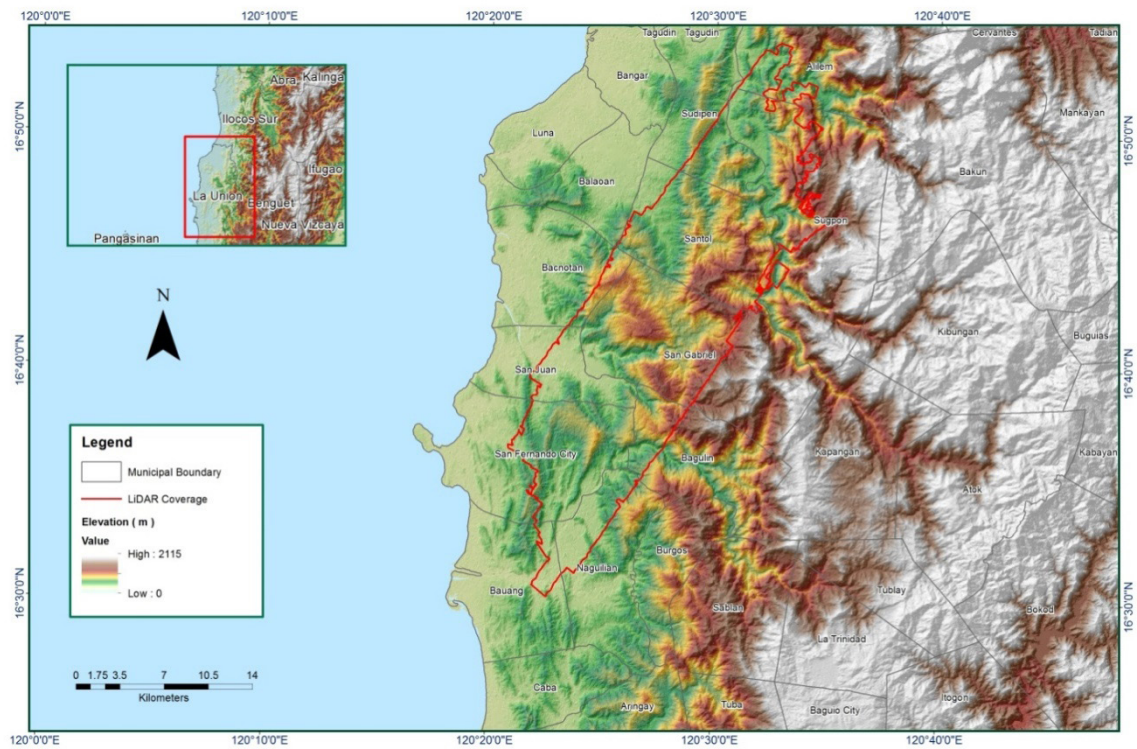 120°0'0"E 120°10'0"E 120°20'0"E 120°30'0"E 120°40'0"E
Tagudin Tagudin Cervantes Tadian
Bangar Alilem
Abra Kalinga
Ilocos Sur
Ifugao
La Union Benguet
Nueva Vizcaya
Pangasinan
16°50'0"N
16°50'0"N
Sudipen Mankayan
Luna
Balaoan Bakun
Sugpon
Santol
Bacnotan
N
Kibungan Buguias
16°40'0"N
16°40'0"N
San Gabriel
San Juan
San Fernando City Bagulin Kapangan Kabayan
Atok
Legend
Municipal Boundary
LiDAR Coverage
Elevation ( m )
Value
High : 2115
Low : 0
Burgos
Naguilian
Bauang Tublay
16°30'0"N
16°30'0"N
Sablan Bokod
La Trinidad
Caba Itogon
Aringay Tuba Baguio City
0 1.75 3.5 7 10.5 14
Kilometers
120°0'0"E 120°10'0"E 120°20'0"E 120°30'0"E 120°40'0"E